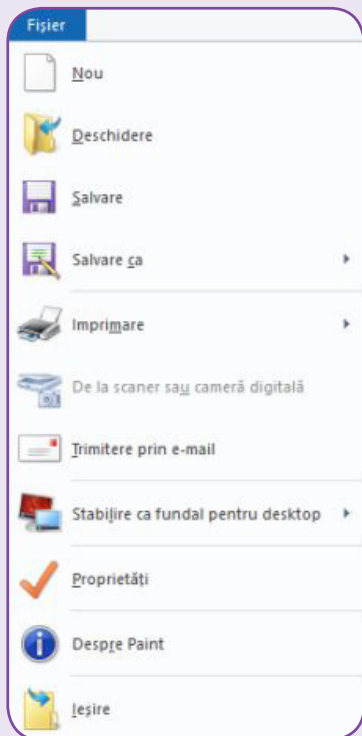 Fișier
Nou
Deschidere
Salvare
Salvare ca
Imprimare
De la scaner sau cameră digitală
Trimitere prin e-mail
Stabilire ca fundal pentru desktop
Proprietăți
Despre Paint
Ieșire